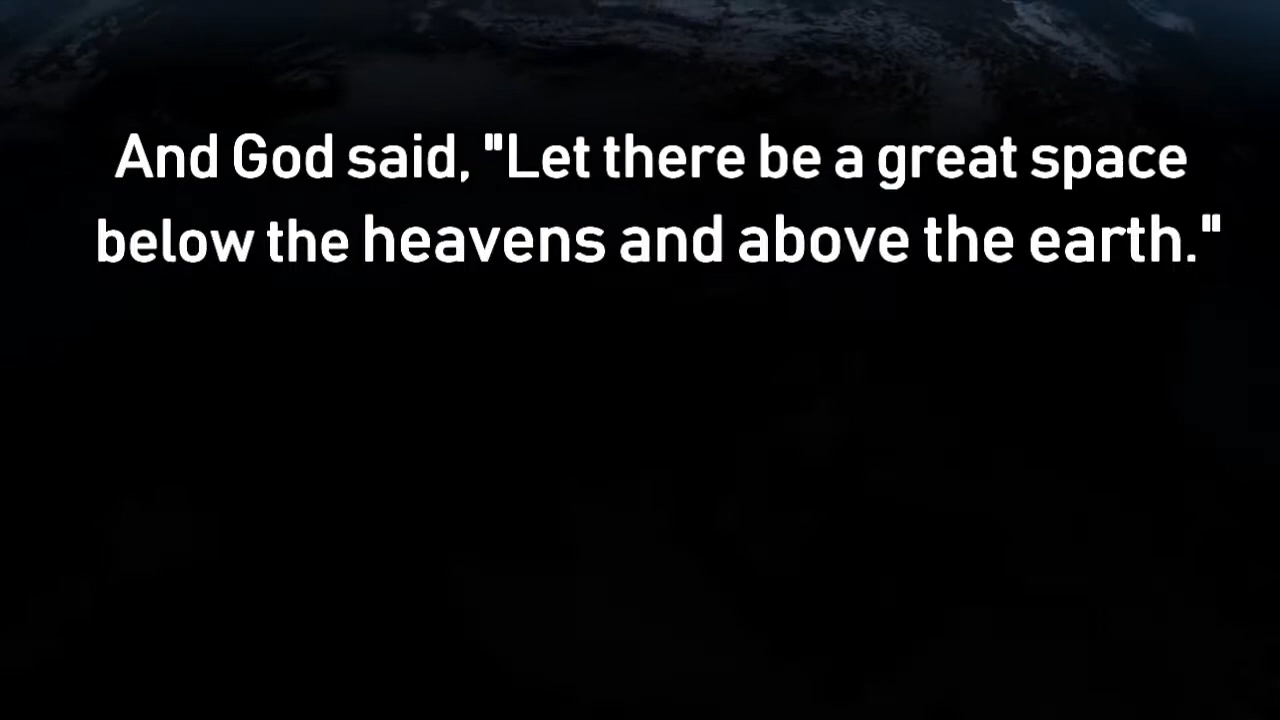 And God said, "Let there be a great space
below the heavens and above the earth."